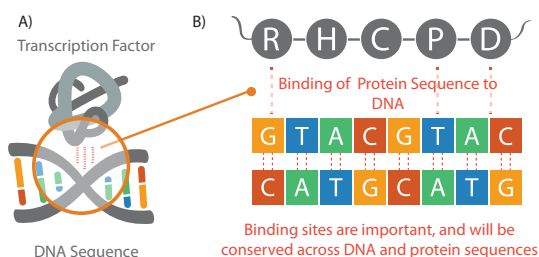 A)
Transcription Factor
DNA Sequence
B)
R H C P D
Binding of Protein Sequence to
DNA
G T A C G T A C
C A T G C A T G
Binding sites are important, and will be
conserved across DNA and protein sequences